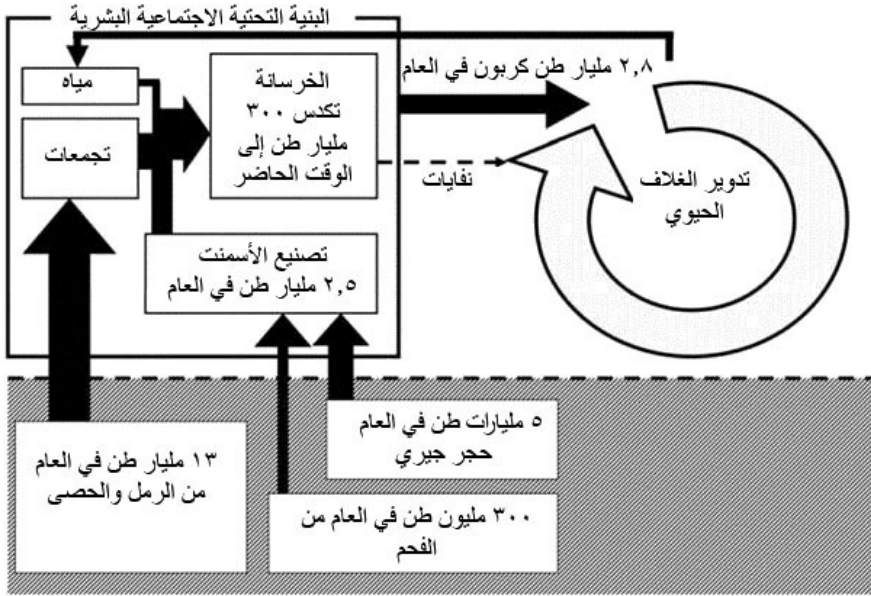 البنية التحتية الاجتماعية البشرية
مياه
تجمعات
الخرسانة
تكدس ٣٠٠
مليار طن إلى
الوقت الحاضر
٢,٨ مليار طن كربون في العام
نفايات
تدوير الغلاف
الحيوي
تصنيع الأسمنت
٢,٥ مليار طن في العام
٥ مليارات طن في العام
حجر جيري
١٣ مليار طن في العام
من الرمل والحصى
٣٠٠ مليون طن في العام من
الفحم